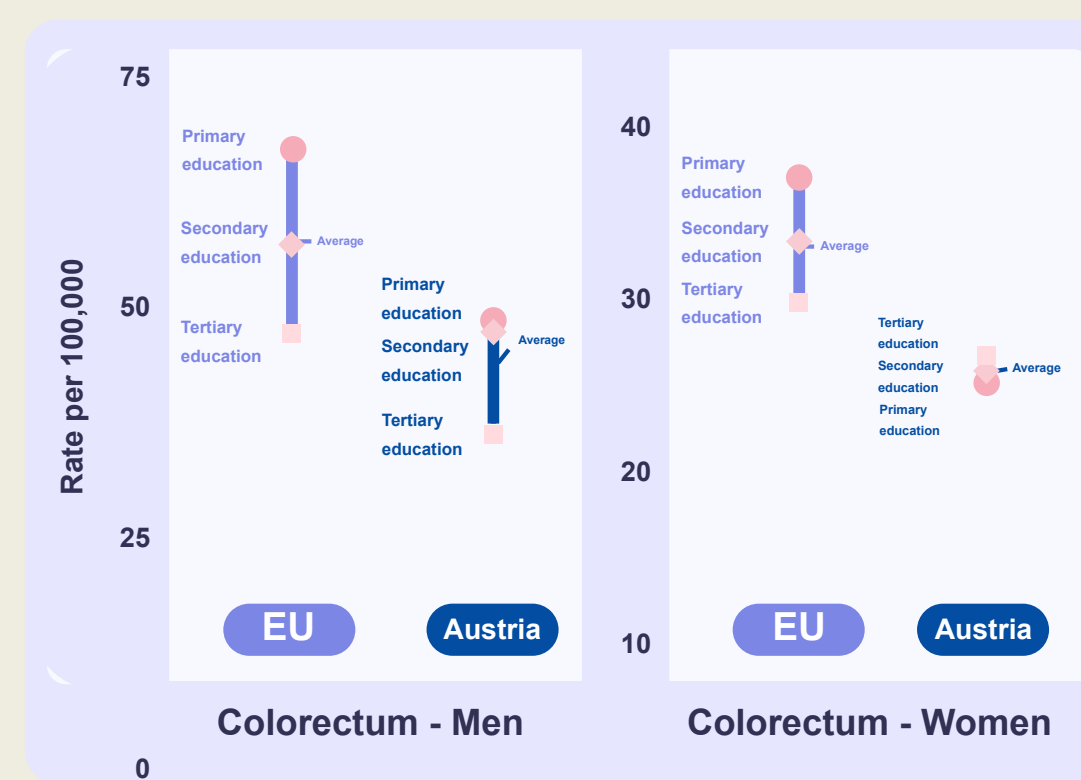 Rate per 100,000
75
50
25
0
Primary
education
Secondary
education
Tertiary
education
Average
Primary
education
Secondary
education
Tertiary
education
Average
EU
Austria
Colorectum - Men
40
30
20
10
Primary
education
Secondary
education
Tertiary
education
Average
Tertiary
education
Secondary
education
Primary
education
Average
EU
Austria
Colorectum - Women